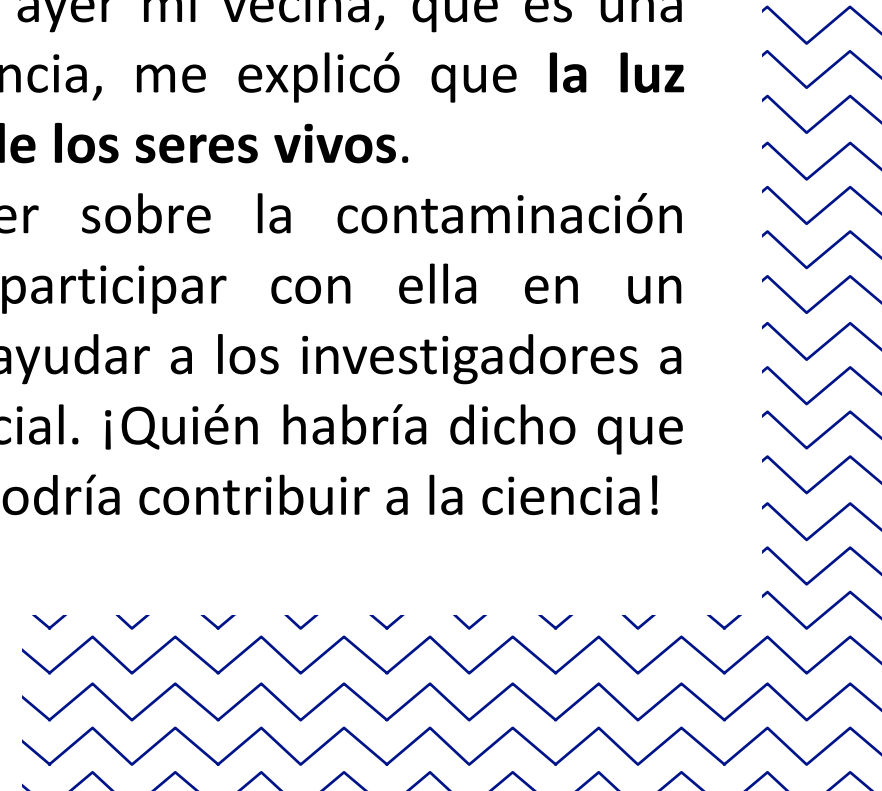 ayer mi vecina, que es una
ncia, me explicó que la luz
de los seres vivos.
er sobre la contaminación
participar con ella en un
ayudar a los investigadores a
cial. ¡Quién habría dicho que
odría contribuir a la ciencia!